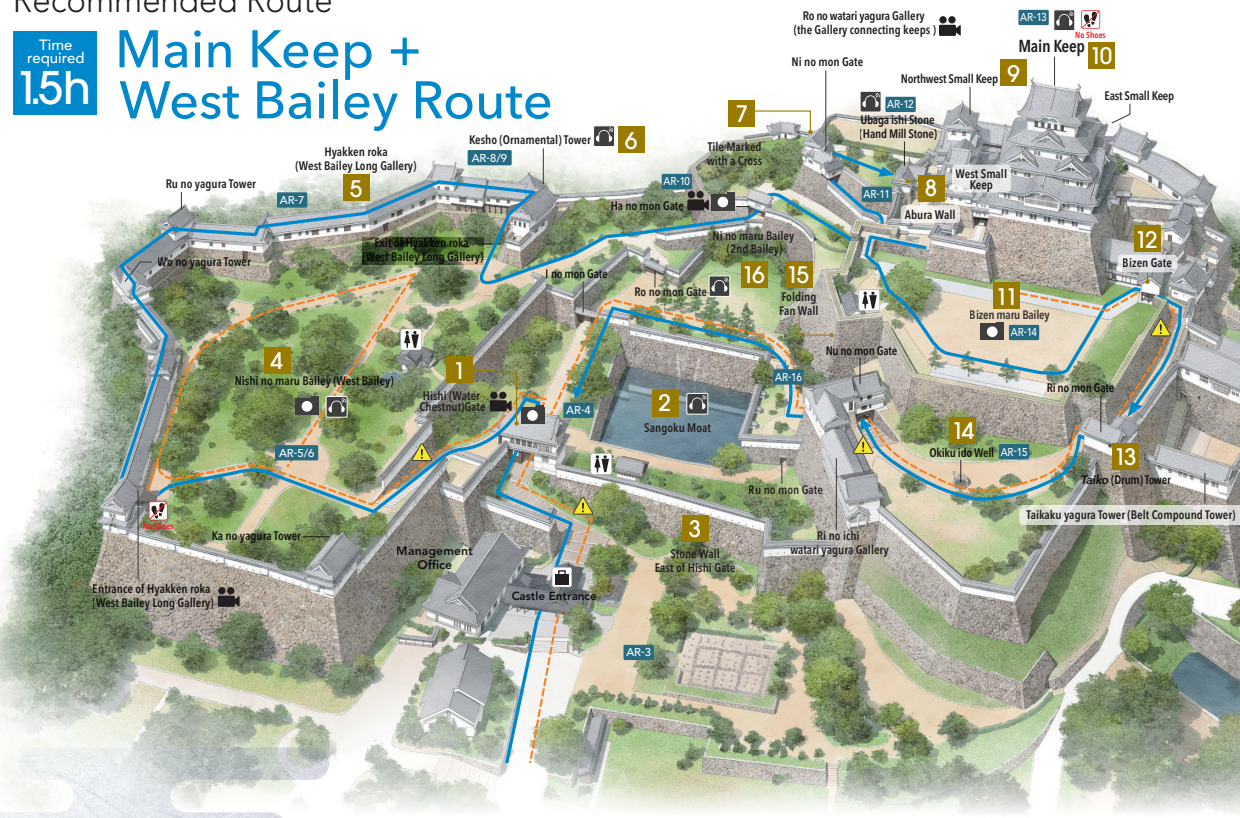 Recommended Route
Time
required
1.5h
Main Keep +
West Bailey Route
Ro no watari yagura Gallery
(the Gallery connecting keeps )
AR-13
No Shoes
Main Keep
10
Ni no mon Gate
Northwest Small Keep
9
East Small Keep
7
AR-12
Ubaga ishi Stone
(Hand Mill Stone)
Kesho (Ornamental) Tower
6
AR-8/9
Tile Marked
with a Cross
Hyakken roka
(West Bailey Long Gallery)
5
Ru no yagura Tower
AR-7
AR-10
Ha no mon Gate
AR-11
8
West Small
Keep
Abura Wall
Exit of Hyakken roka
(West Bailey Long Gallery)
Ni no maru Bailey
(2nd Bailey)
16
15
Folding
Fan Wall
12
Bizen Gate
Wo no yagura Tower
I no mon Gate
Ro no mon Gate
11
Bizen maru Bailey
AR-14
4
Nishi no maru Bailey (West Bailey)
1
Hishi (Water
Chestnut)Gate
AR-4
2
Sangoku Moat
AR-16
Nu no mon Gate
Ri no mon Gate
AR-5/6
14
Okiku ido Well
AR-15
13
Taiko (Drum) Tower
Ru no mon Gate
Taikaku yagura Tower (Belt Compound Tower)
No Shoes
Ka no yagura Tower
3
Stone Wall
East of Hishi Gate
Ri no ichi
watari yagura Gallery
Management
Office
Castle Entrance
Entrance of Hyakken roka
(West Bailey Long Gallery)
AR-3